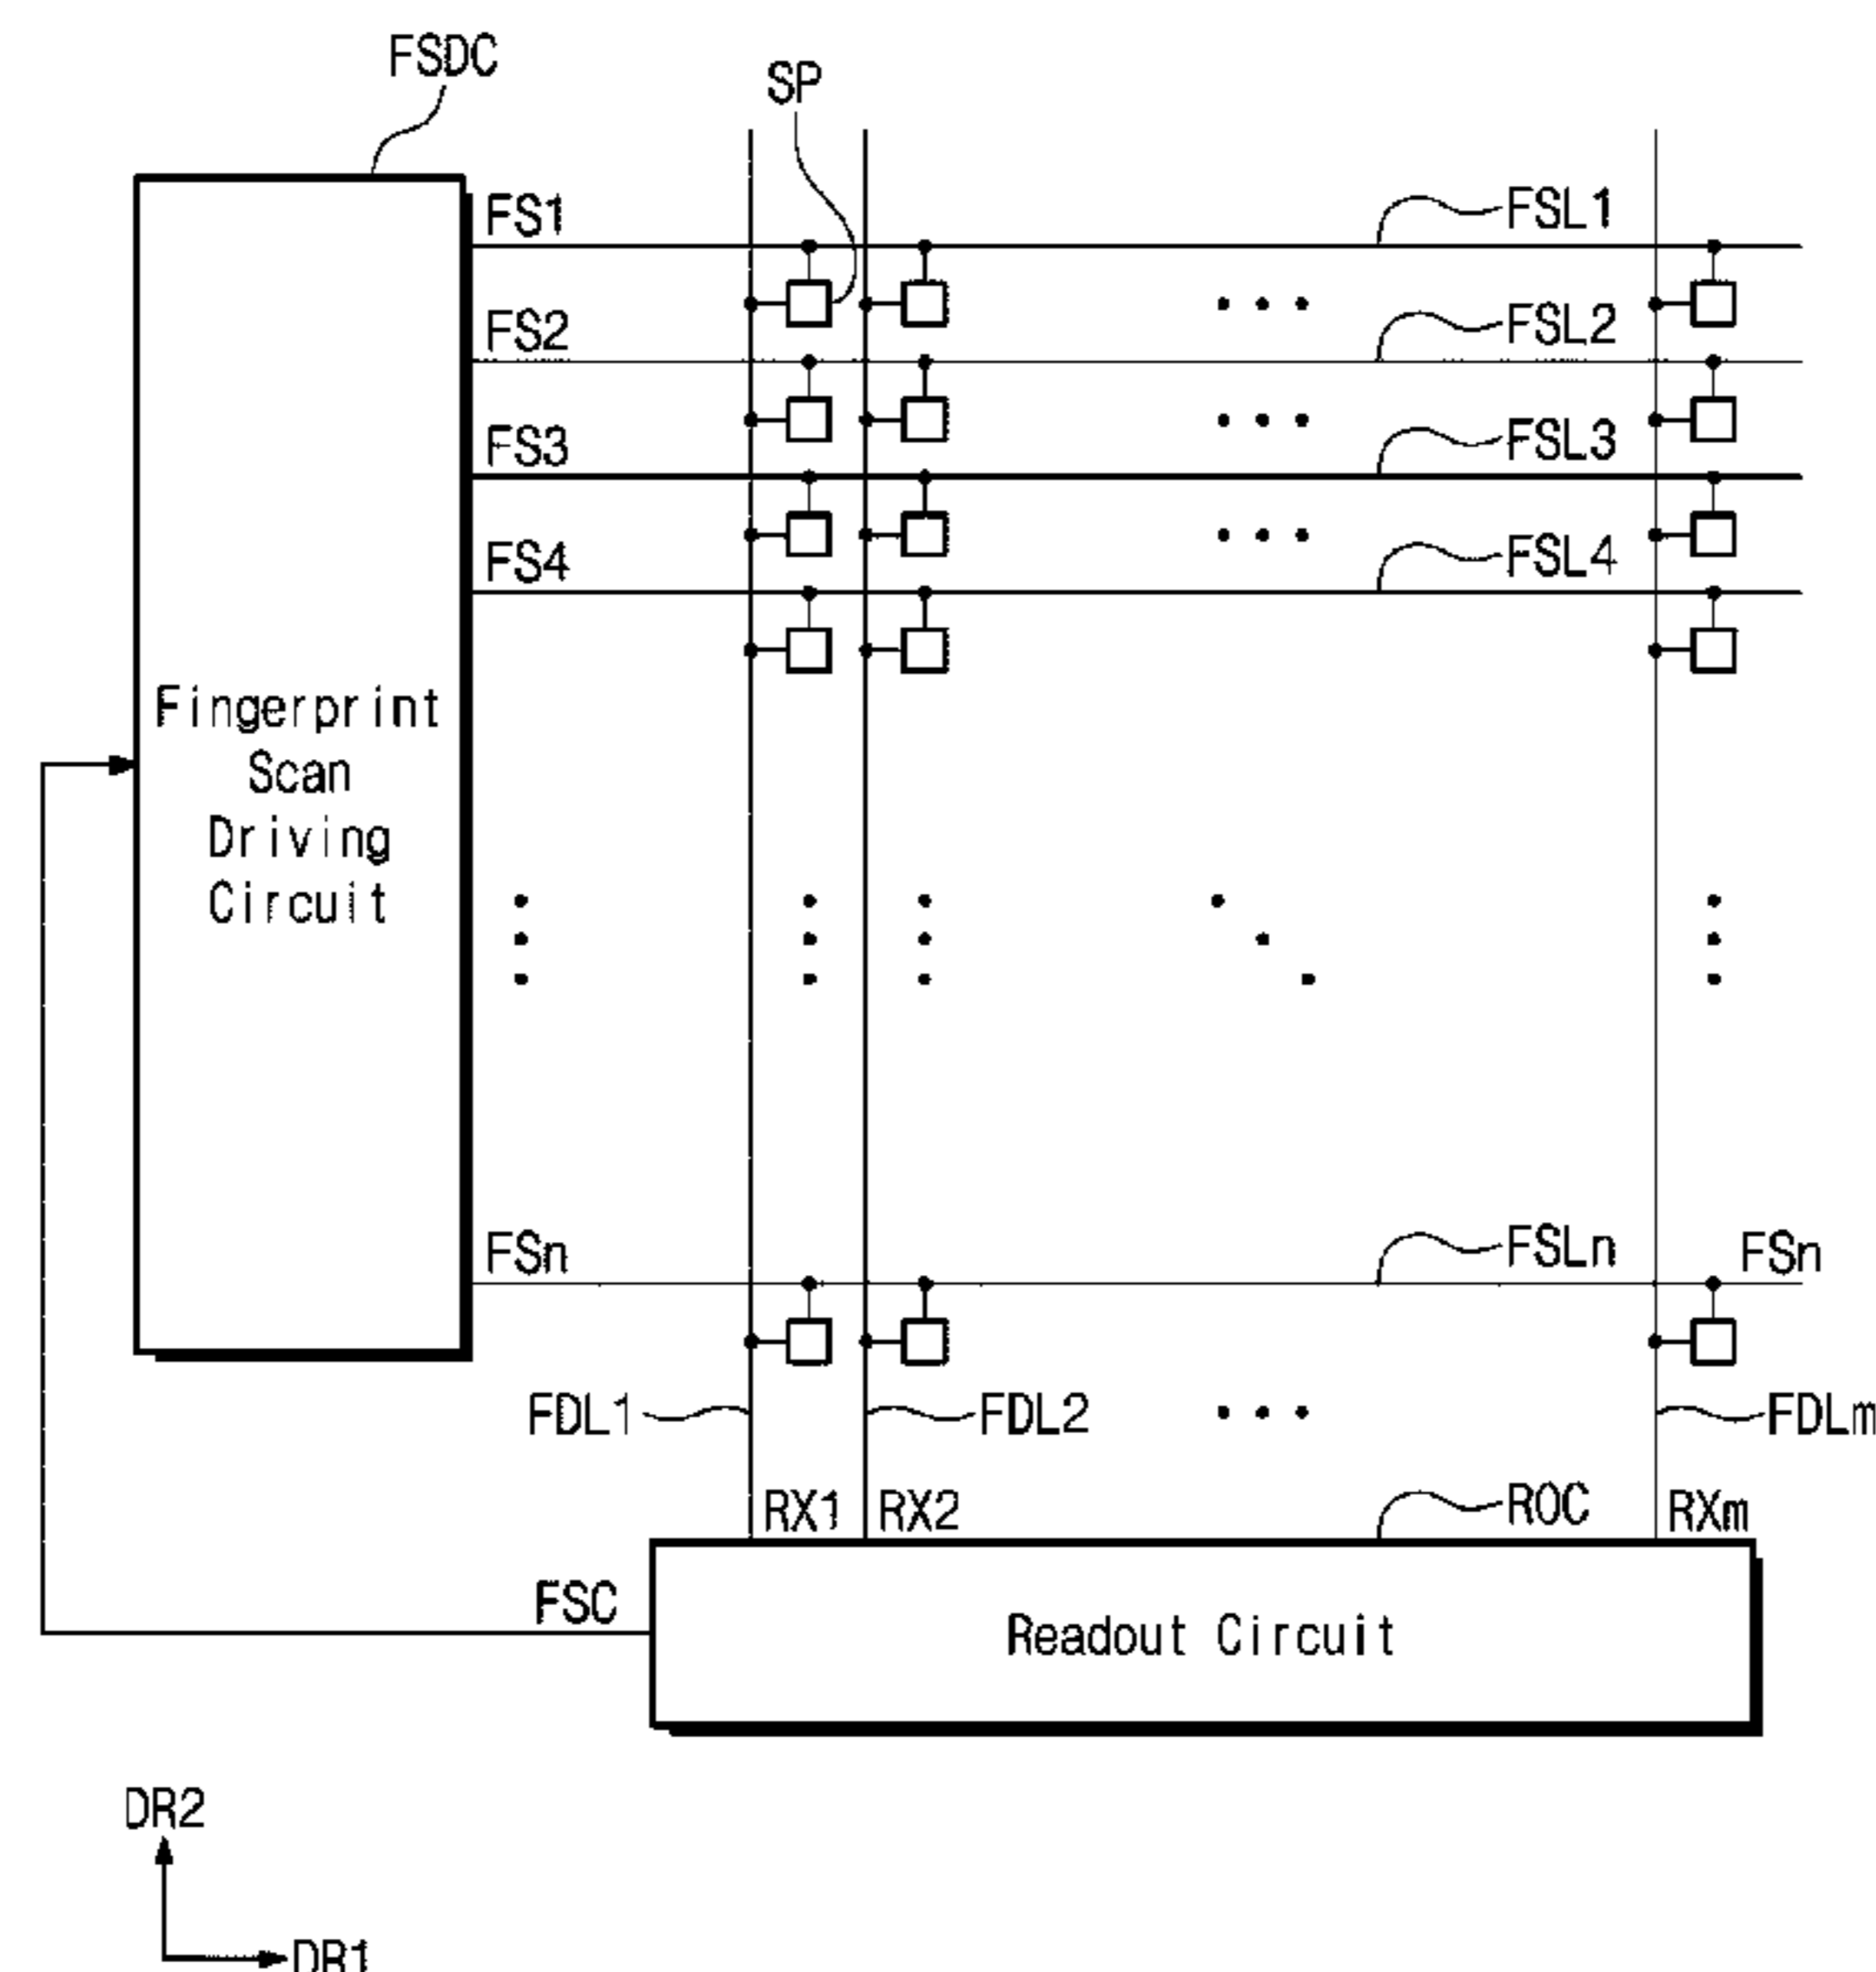 FSDC
SP
FS1
FSL1
FS2
FSL2
FS3
FSL3
FS4
FSL4
Fingerprint
Scan
Driving
Circuit
FSn
FSLn
FSn
FDL1
FDL2
FDLm
RX1
RX2
ROC
RXm
FSC
Readout Circuit
DR2
DR1